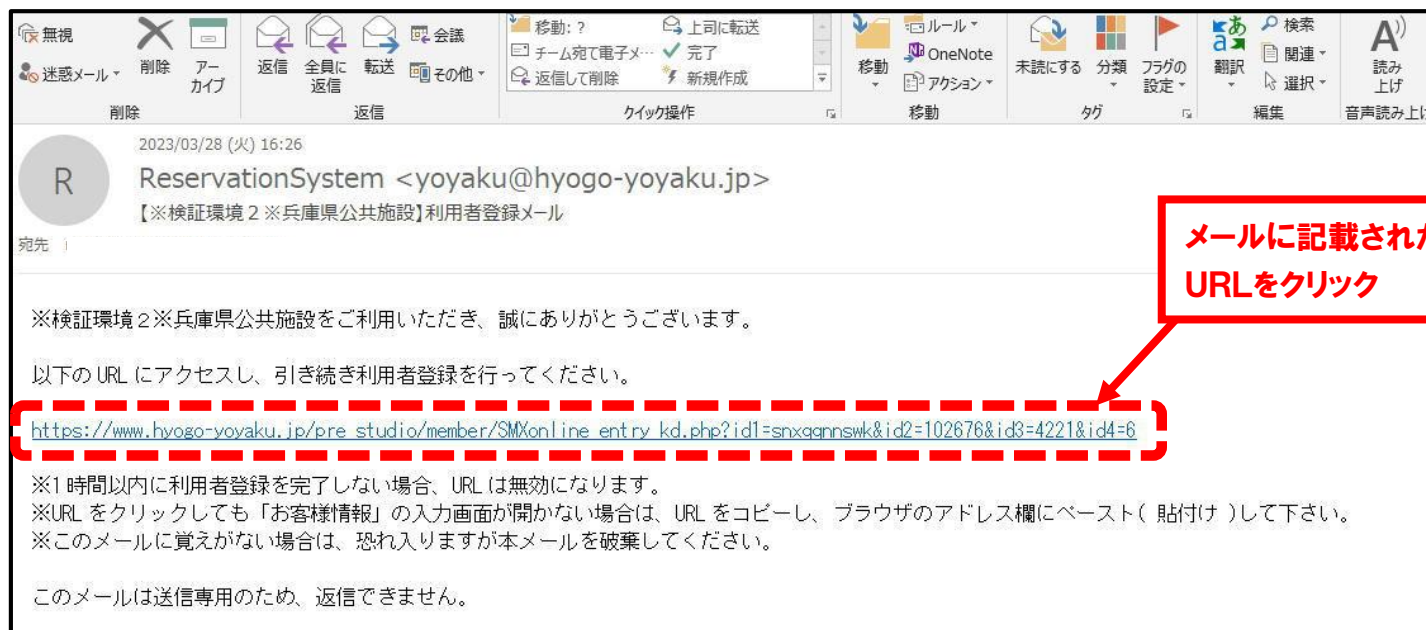 無視
迷惑メール
削除
アーカイブ
削除
返信
全員に返信
転送
会議
その他
返信
移動: ?
チーム宛て電子メ…
返信して削除
上司に転送
完了
新規作成
クイック操作
移動
ルール
OneNote
アクション
移動
未読にする
分類
フラグの設定
タグ
あ
a
翻訳
検索
関連
選択
編集
A
読み上げ
音声読み上げ
2023/03/28 (火) 16:26
R
ReservationSystem <yoyaku@hyogo-yoyaku.jp>
【※検証環境2※兵庫県公共施設】利用者登録メール
宛先
メールに記載された
URLをクリック
※検証環境2※兵庫県公共施設をご利用いただき、誠にありがとうございます。
以下の URL にアクセスし、引き続き利用者登録を行ってください。
https://www.hyogo-yoyaku.jp/pre_studio/member/SMXonline_entry_kd.php?id1=snxqqnnswk&id2=102676&id3=4221&id4=6
※1 時間以内に利用者登録を完了しない場合、URL は無効になります。
※URL をクリックしても「お客様情報」の入力画面が開かない場合は、URL をコピーし、ブラウザのアドレス欄にペースト( 貼付け )して下さい。
※このメールに覚えがない場合は、恐れ入りますが本メールを破棄してください。
このメールは送信専用のため、返信できません。